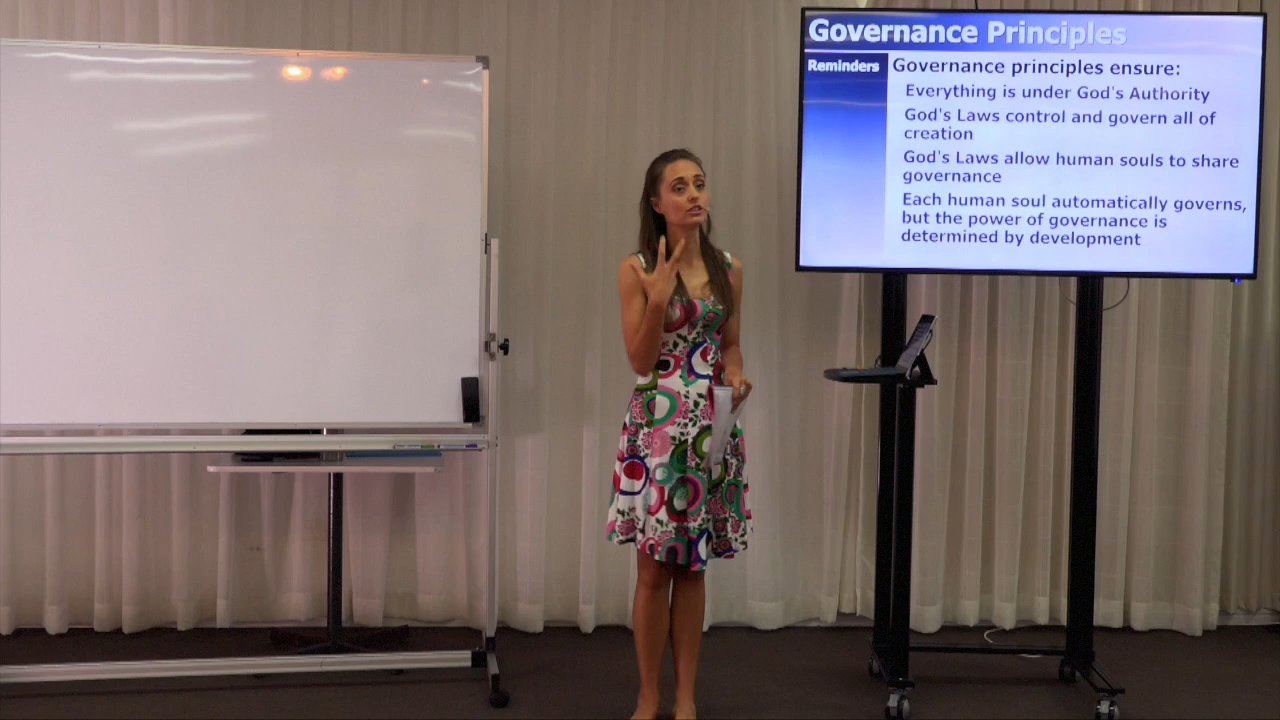 Governance Principles
Reminders
Governance principles ensure:
Everything is under God's Authority
God's Laws control and govern all of
creation
God's Laws allow human souls to share
governance
Each human soul automatically governs,
but the power of governance is
determined by development